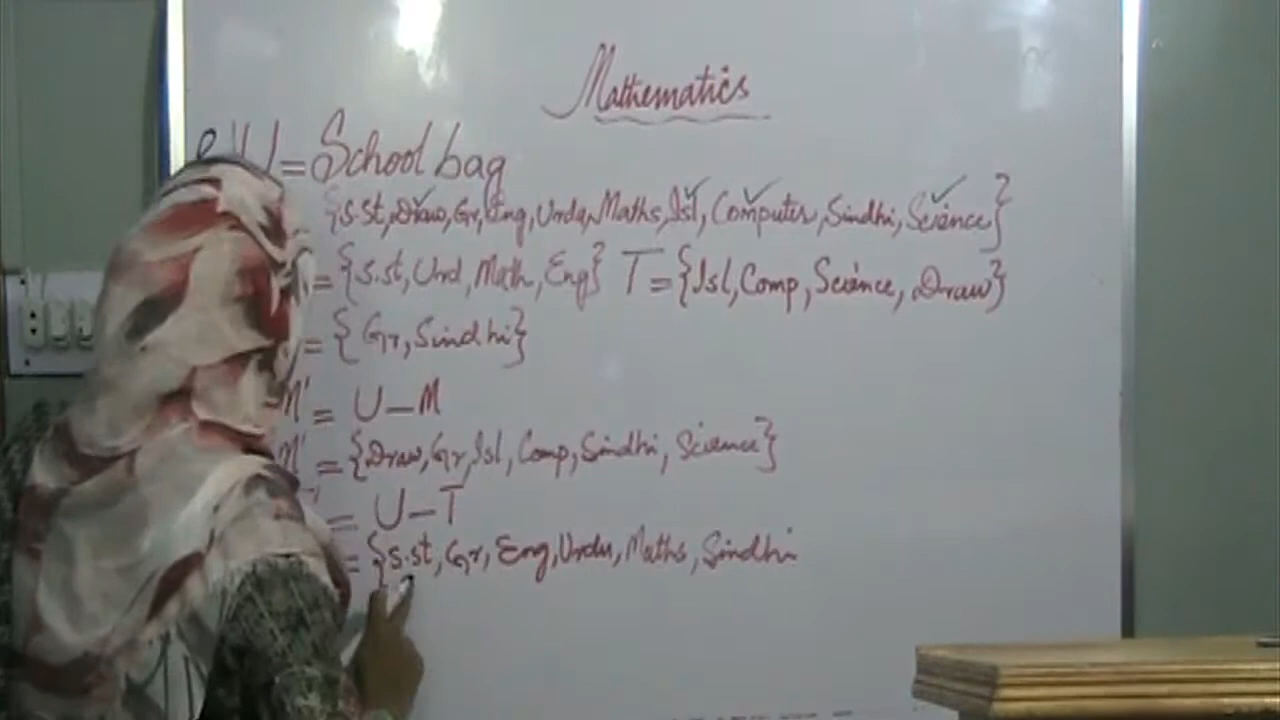 Mathematics
U = School bag
{S.St, Draw, Gr, Eng, Urdu, Maths, Isl, Computer, Sindhi, Science}
= {S.St, Urd, Math, Eng} T = {Isl, Comp, Science, Draw}
= {Gr, Sindhi}
M' = U – M
M' = {Draw, Gr, Isl, Comp, Sindhi, Science}
' = U – T
= {S.St, Gr, Eng, Urdu, Maths, Sindhi